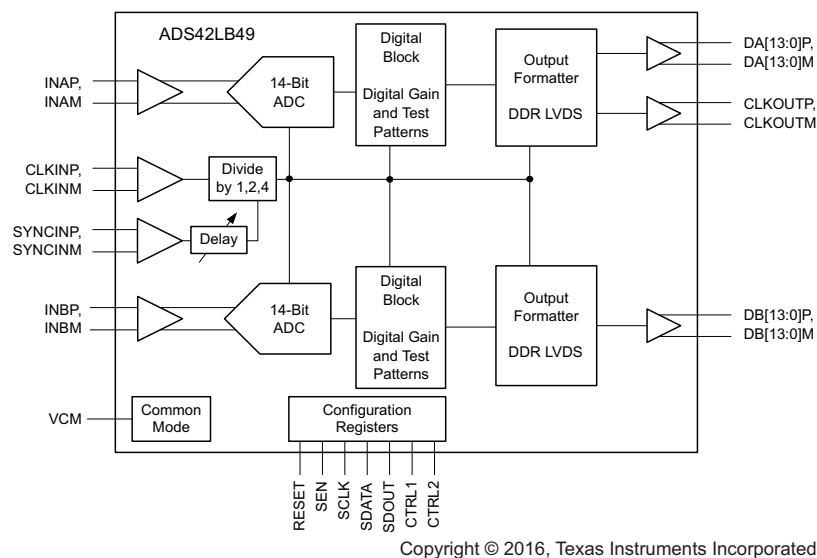 ADS42LB49
Digital
Block
Digital Gain
and Test
Patterns
Output
Formatter
DDR LVDS
DA[13:0]P,
DA[13:0]M
INAP,
INAM
14-Bit
ADC
CLKOUTP,
CLKOUTM
CLKINP,
CLKINM
Divide
by 1,2,4
SYNCINP,
SYNCINM
Delay
INBP,
INBM
14-Bit
ADC
Digital
Block
Digital Gain
and Test
Patterns
Output
Formatter
DDR LVDS
DB[13:0]P,
DB[13:0]M
VCM
Common
Mode
Configuration
Registers
RESET
SEN
SCLK
SDATA
SDOUT
CTRL1
CTRL2
Copyright © 2016, Texas Instruments Incorporated